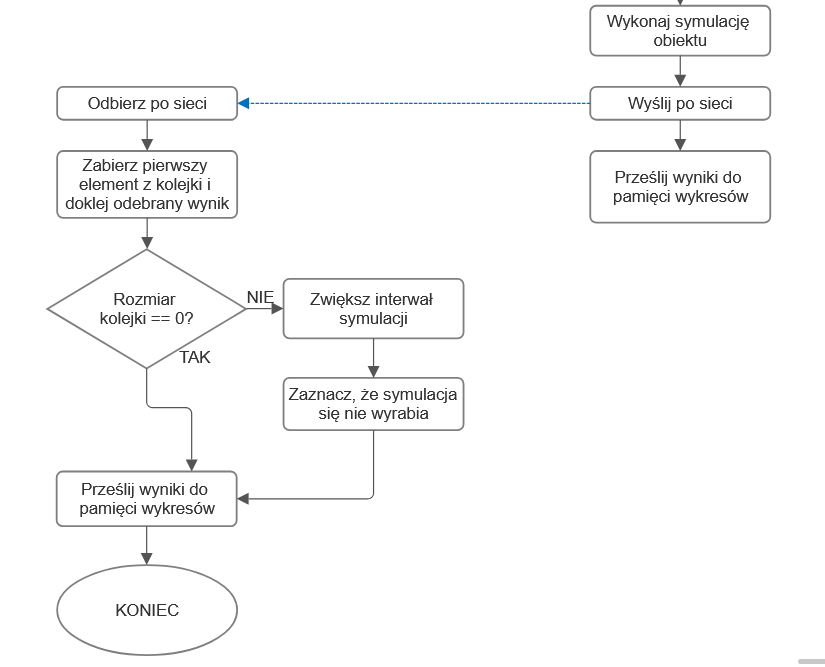 Wykonaj symulację
obiektu
Odbierz po sieci
Wyślij po sieci
Zabierz pierwszy
element z kolejki i
doklej odebrany wynik
Prześlij wyniki do
pamięci wykresów
Rozmiar
kolejki == 0?
NIE
Zwiększ interwał
symulacji
TAK
Zaznacz, że symulacja
się nie wyrabia
Prześlij wyniki do
pamięci wykresów
KONIEC